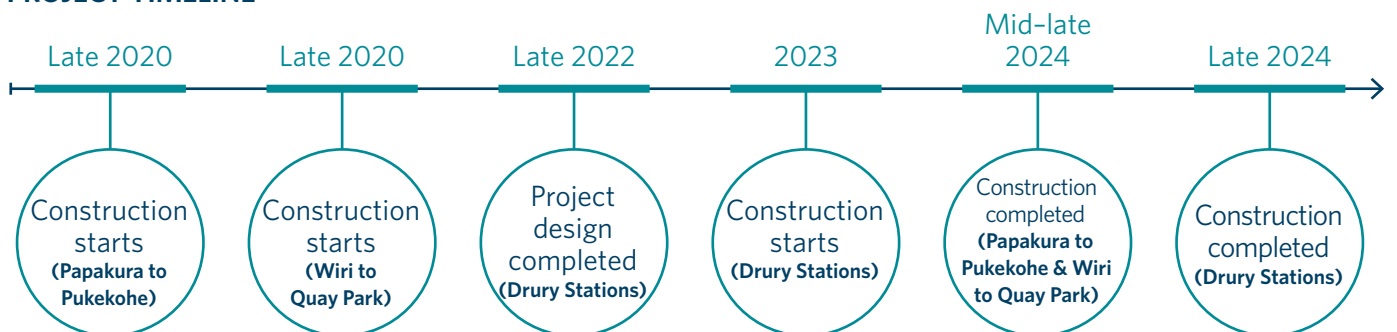 PROJECT TIMELINE
Late 2020
Late 2020
Late 2022
2023
Mid–late
2024
Late 2024
Construction
starts
(Papakura to
Pukekohe)
Construction
starts
(Wiri to
Quay Park)
Project
design
completed
(Drury Stations)
Construction
starts
(Drury Stations)
Construction
completed
(Papakura to
Pukekohe & Wiri
to Quay Park)
Construction
completed
(Drury Stations)